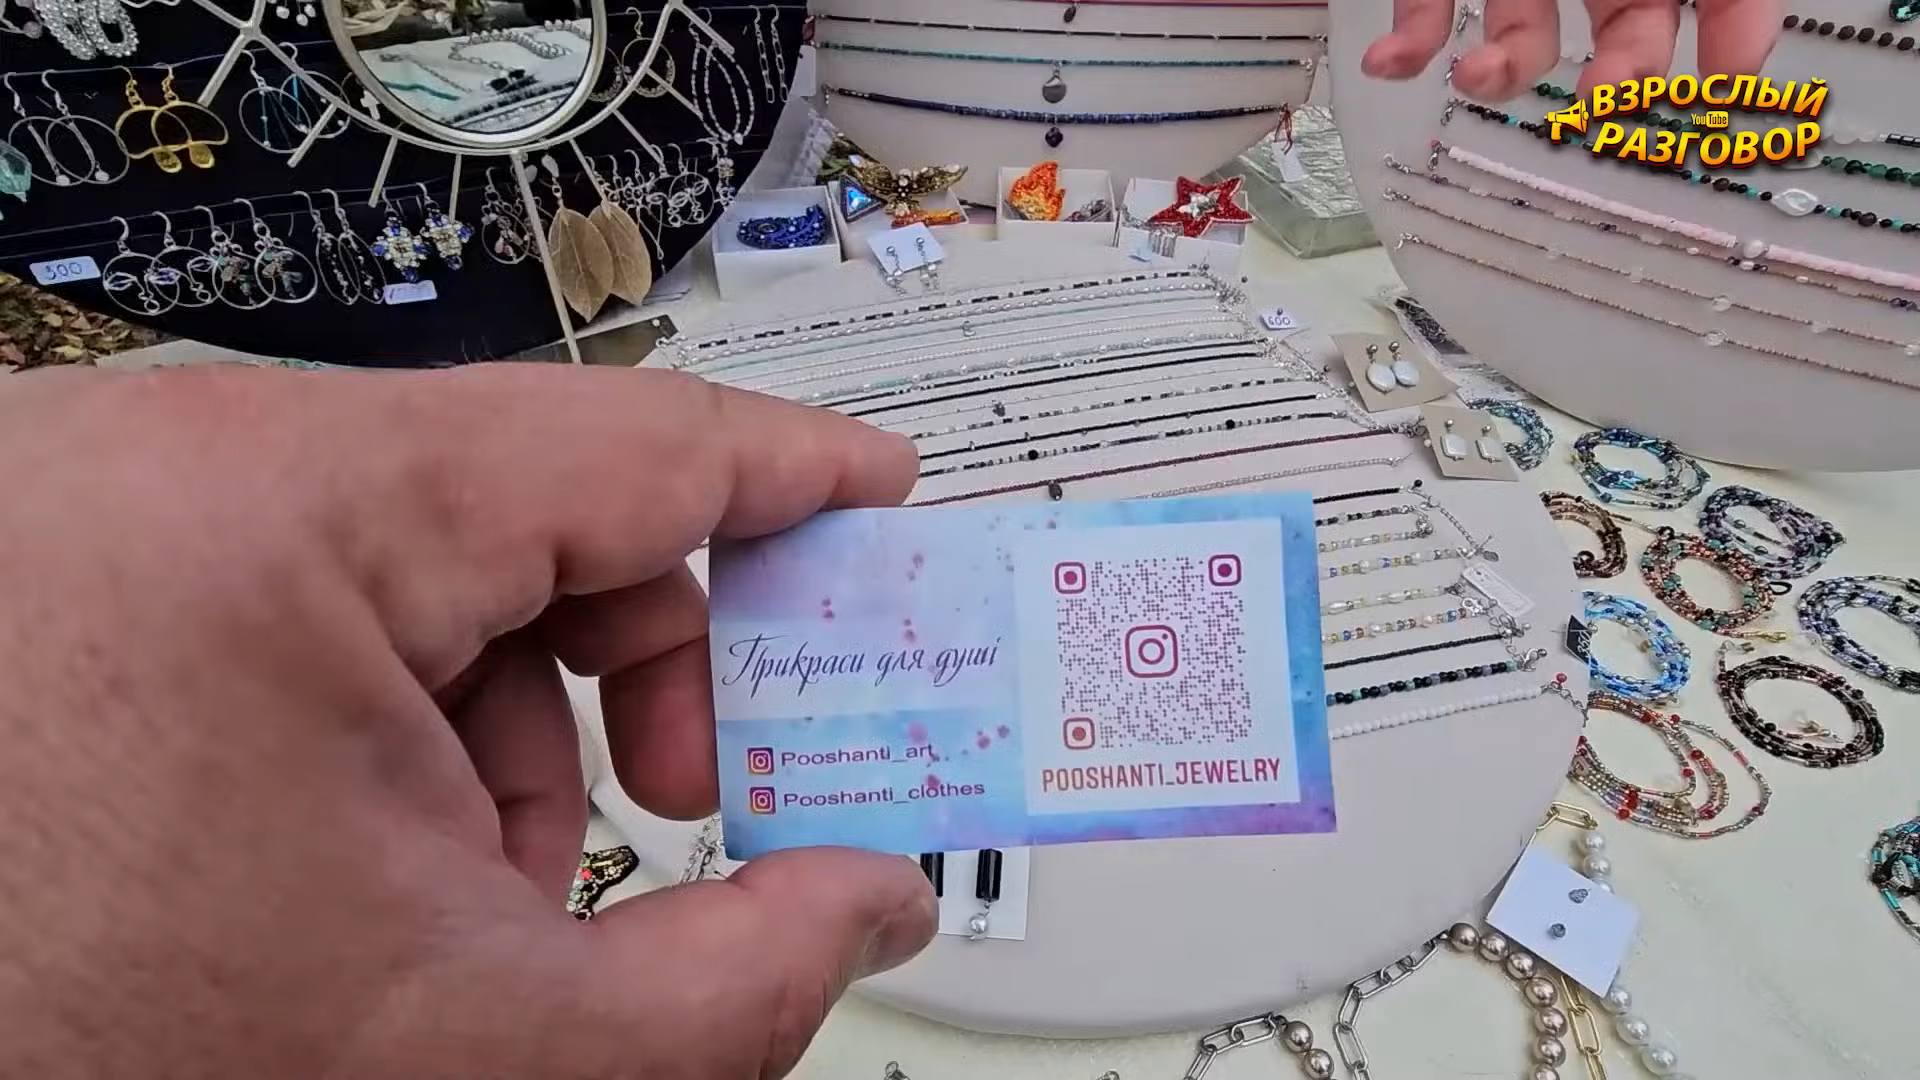 ВЗРОСЛЫЙ
YouTube
РАЗГОВОР
300
600
Прикраси для душі
Pooshanti_art
Pooshanti_clothes
POOSHANTI_JEWELRY